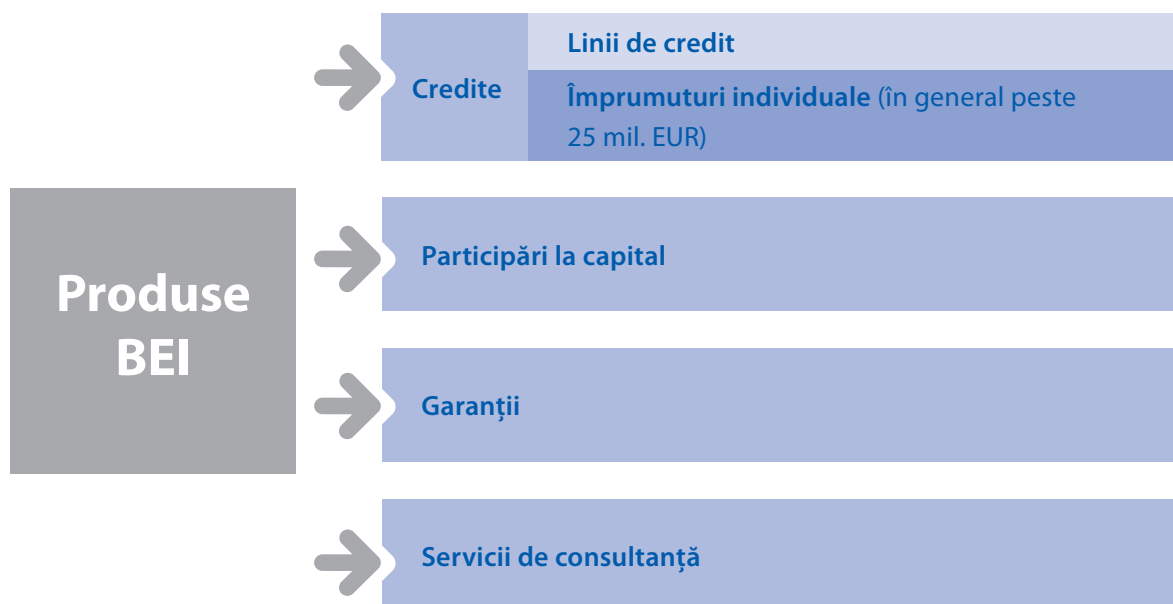 Produse
BEI
Credite
Linii de credit
Împrumuturi individuale (în general peste
25 mil. EUR)
Participări la capital
Garanții
Servicii de consultanță